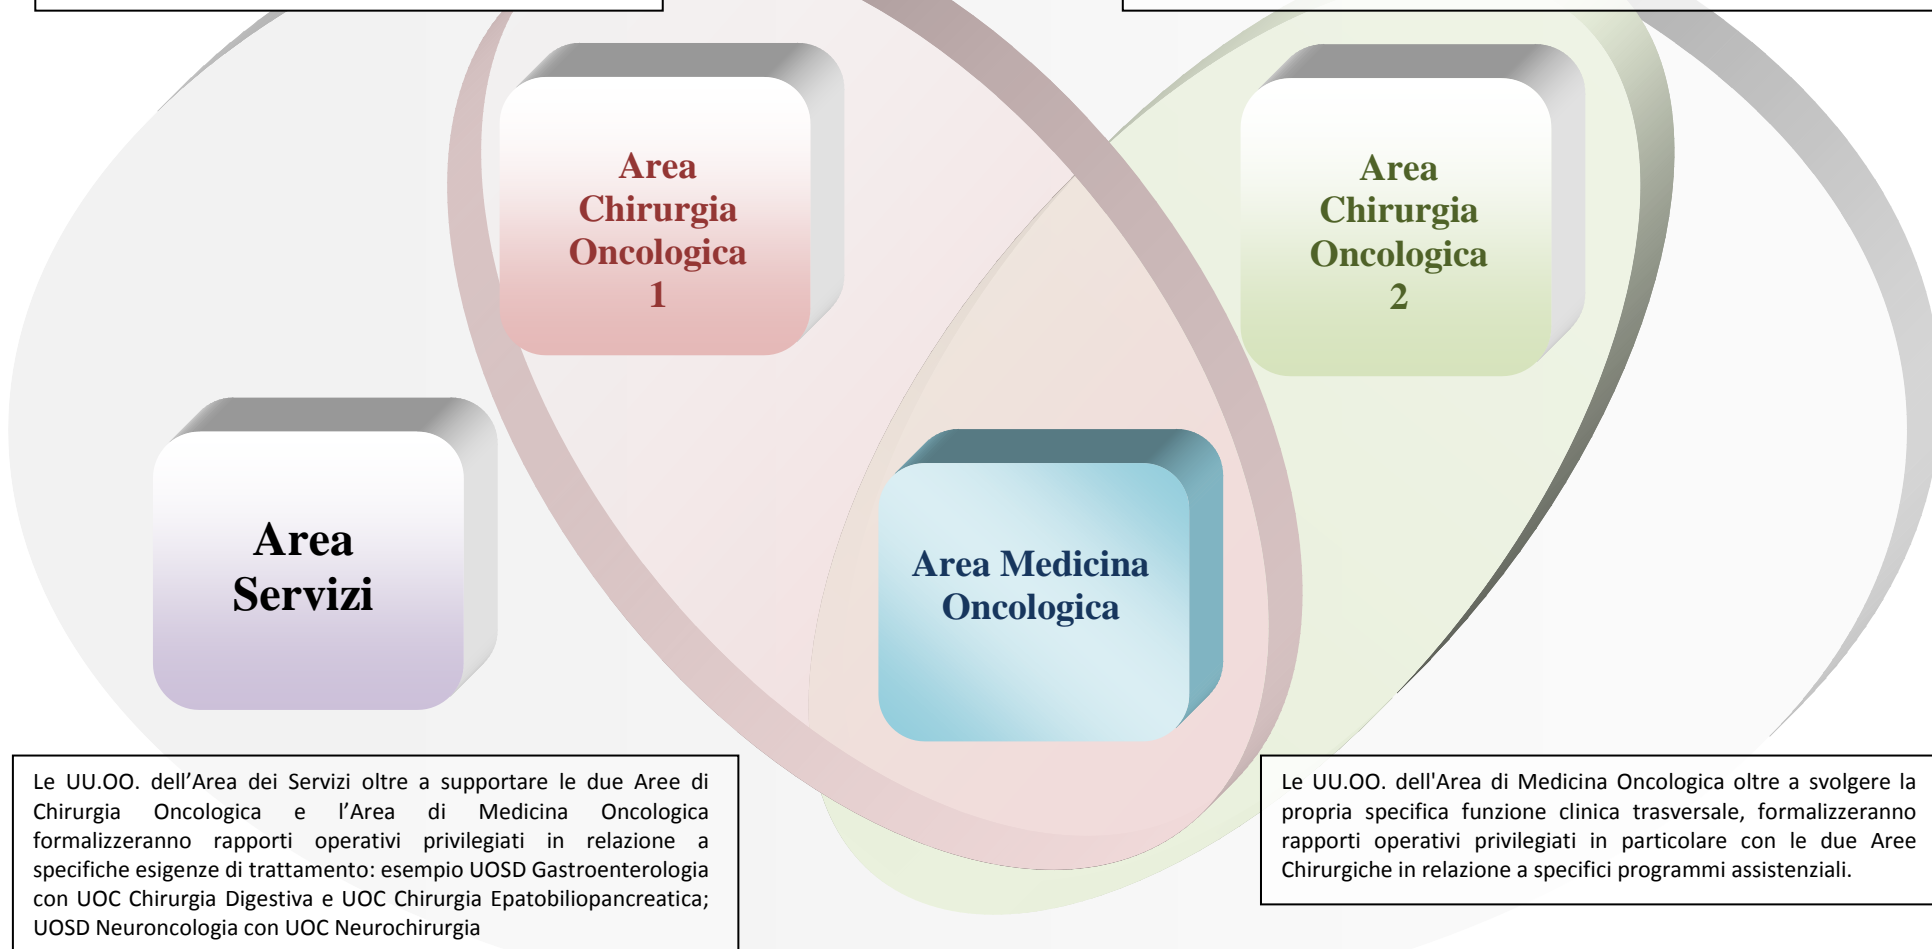 Area
Chirurgia
Oncologica
1
Area
Chirurgia
Oncologica
2
Area
Servizi
Area Medicina
Oncologica
Le UU.OO. dell’Area dei Servizi oltre a supportare le due Aree di
Chirurgia Oncologica e l’Area di Medicina Oncologica
formalizzeranno rapporti operativi privilegiati in relazione a
specifiche esigenze di trattamento: esempio UOSD Gastroenterologia
con UOC Chirurgia Digestiva e UOC Chirurgia Epatobiliopancreatica;
UOSD Neuroncologia con UOC Neurochirurgia
Le UU.OO. dell'Area di Medicina Oncologica oltre a svolgere la
propria specifica funzione clinica trasversale, formalizzeranno
rapporti operativi privilegiati in particolare con le due Aree
Chirurgiche in relazione a specifici programmi assistenziali.